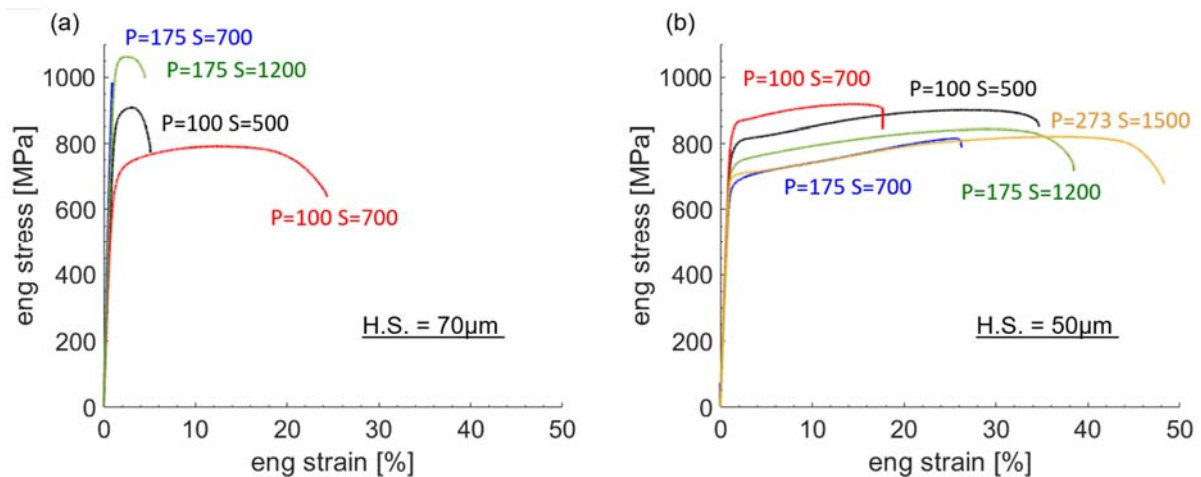 (a)
P=175 S=700
P=175 S=1200
P=100 S=500
P=100 S=700
H.S. = 70μm
eng stress [MPa]
1000
800
600
400
200
0
0 10 20 30 40 50
eng strain [%]
(b)
P=100 S=700
P=100 S=500
P=273 S=1500
P=175 S=700
P=175 S=1200
H.S. = 50μm
eng stress [MPa]
1000
800
600
400
200
0
0 10 20 30 40 50
eng strain [%]